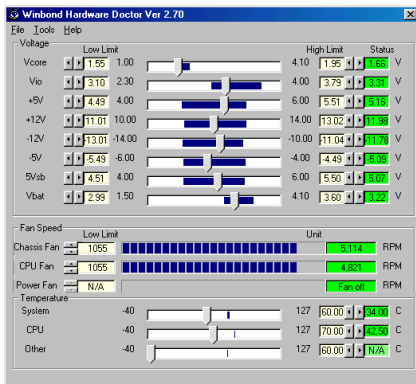 Winbond Hardware Doctor Ver 2.70
File Tools Help
Voltage
Low Limit High Limit Status
Vcore 1.55 1.00 4.10 1.95 1.66 V
Vio 3.10 2.30 4.00 3.79 3.31 V
+5V 4.49 4.00 6.00 5.51 5.16 V
+12V 11.01 10.00 14.00 13.02 11.98 V
-12V -13.01 -14.00 -10.00 -11.04 -11.78 V
-5V -5.49 -6.00 -4.00 -4.49 -5.09 V
5Vsb 4.51 4.00 6.00 5.50 5.07 V
Vbat 2.99 1.50 4.10 3.60 3.22 V
Fan Speed
Low Limit Unit
Chassis Fan 1055 5,114 RPM
CPU Fan 1055 4,821 RPM
Power Fan N/A Fan off RPM
Temperature
System -40 127 60.00 34.00 C
CPU -40 127 70.00 42.50 C
Other -40 127 60.00 N/A C